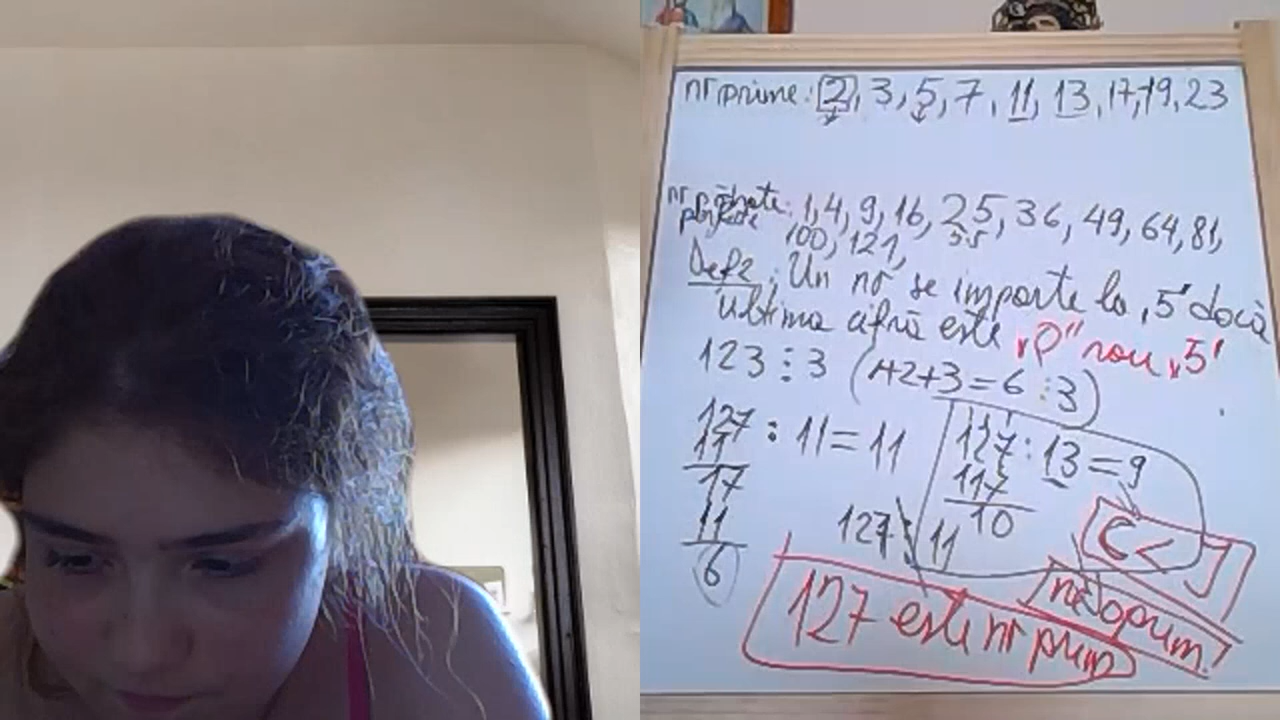 nr prime: 2, 3, 5, 7, 11, 13, 17, 19, 23
nr pătrate: 1, 4, 9, 16, 25, 36, 49, 64, 81,
perfecte 100, 121, 5·5
Def2: Un nr se împarte la „5" dacă
ultima cifră este „0" sau „5"
123 ⋮ 3 (1+2+3=6 ⋮ 3)
127 : 11 = 11
11
17
11
6
127 : 13 = 9
117
10
127 ⋮ 11
C < Î
ne oprim
127 este nr prim